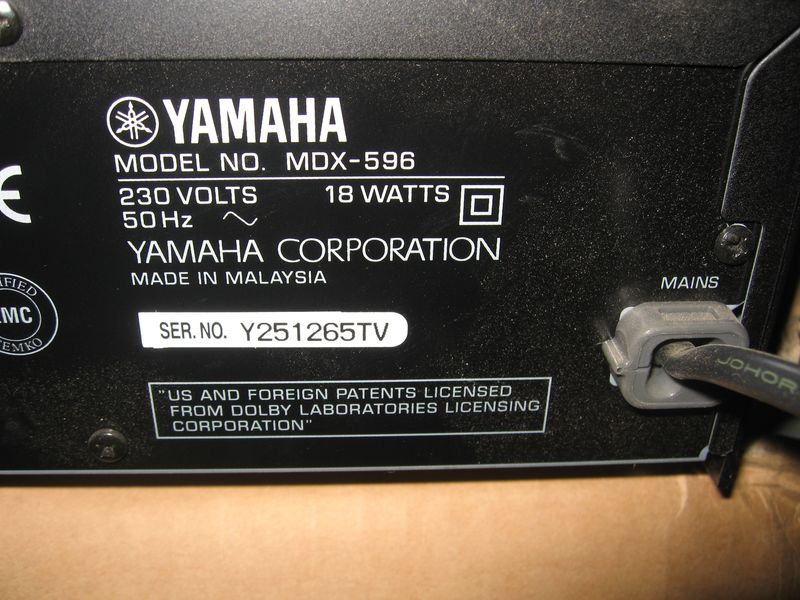 YAMAHA
MODEL NO. MDX-596
230 VOLTS 18 WATTS
50 Hz
YAMAHA CORPORATION
MADE IN MALAYSIA
MAINS
SER. NO. Y251265TV
JOHOR
"US AND FOREIGN PATENTS LICENSED
FROM DOLBY LABORATORIES LICENSING
CORPORATION"